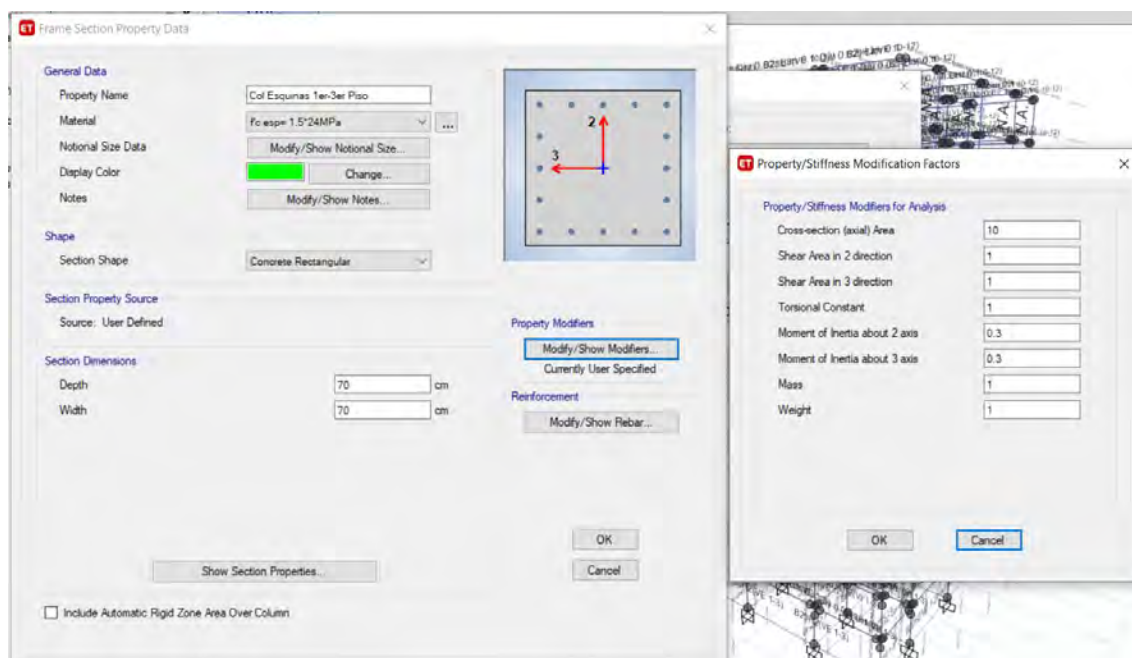 ET Frame Section Property Data
General Data
Property Name Col Esquinas 1er-3er Piso
Material f'c esp= 1.5*24MPa ...
Notional Size Data Modify/Show Notional Size...
Display Color Change...
Notes Modify/Show Notes...
Shape
Section Shape Concrete Rectangular
Section Property Source
Source: User Defined
Section Dimensions
Depth 70 cm
Width 70 cm
Show Section Properties...
Include Automatic Rigid Zone Area Over Column
2
3
Property Modifiers
Modify/Show Modifiers...
Currently User Specified
Reinforcement
Modify/Show Rebar...
OK
Cancel
ET Property/Stiffness Modification Factors
Property/Stiffness Modifiers for Analysis
Cross-section (axial) Area 10
Shear Area in 2 direction 1
Shear Area in 3 direction 1
Torsional Constant 1
Moment of Inertia about 2 axis 0.3
Moment of Inertia about 3 axis 0.3
Mass 1
Weight 1
OK Cancel